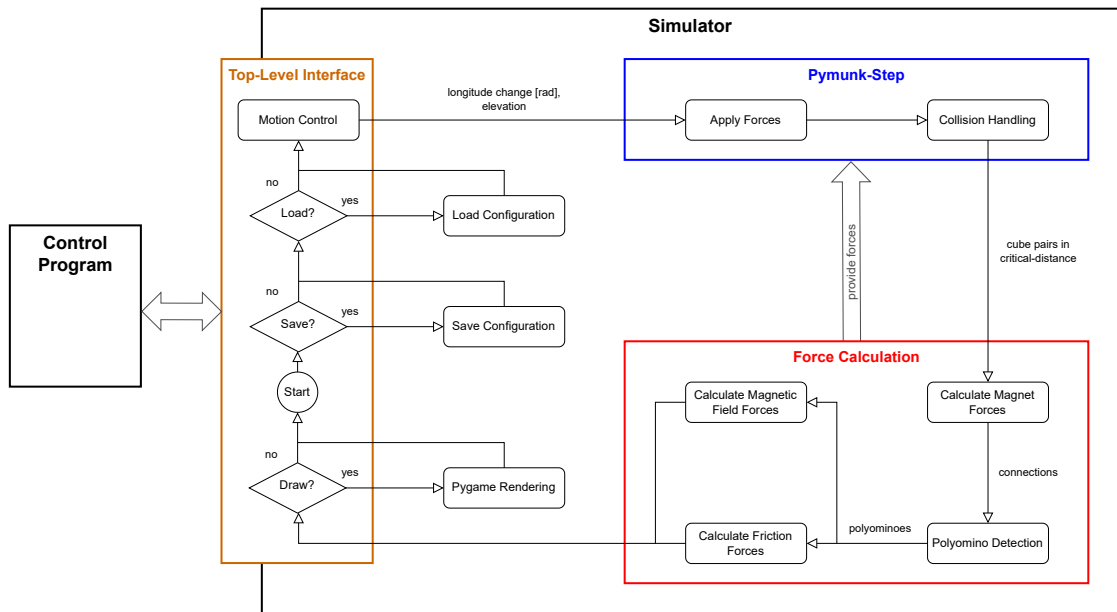 Simulator
Top-Level Interface
Pymunk-Step
longitude change [rad],
elevation
Motion Control
Apply Forces
Collision Handling
no
yes
Load?
Load Configuration
Control
Program
provide forces
cube pairs in
critical-distance
no
yes
Save?
Save Configuration
Force Calculation
Start
Calculate Magnetic
Field Forces
Calculate Magnet
Forces
no
yes
Draw?
Pygame Rendering
connections
polyominoes
Calculate Friction
Forces
Polyomino Detection